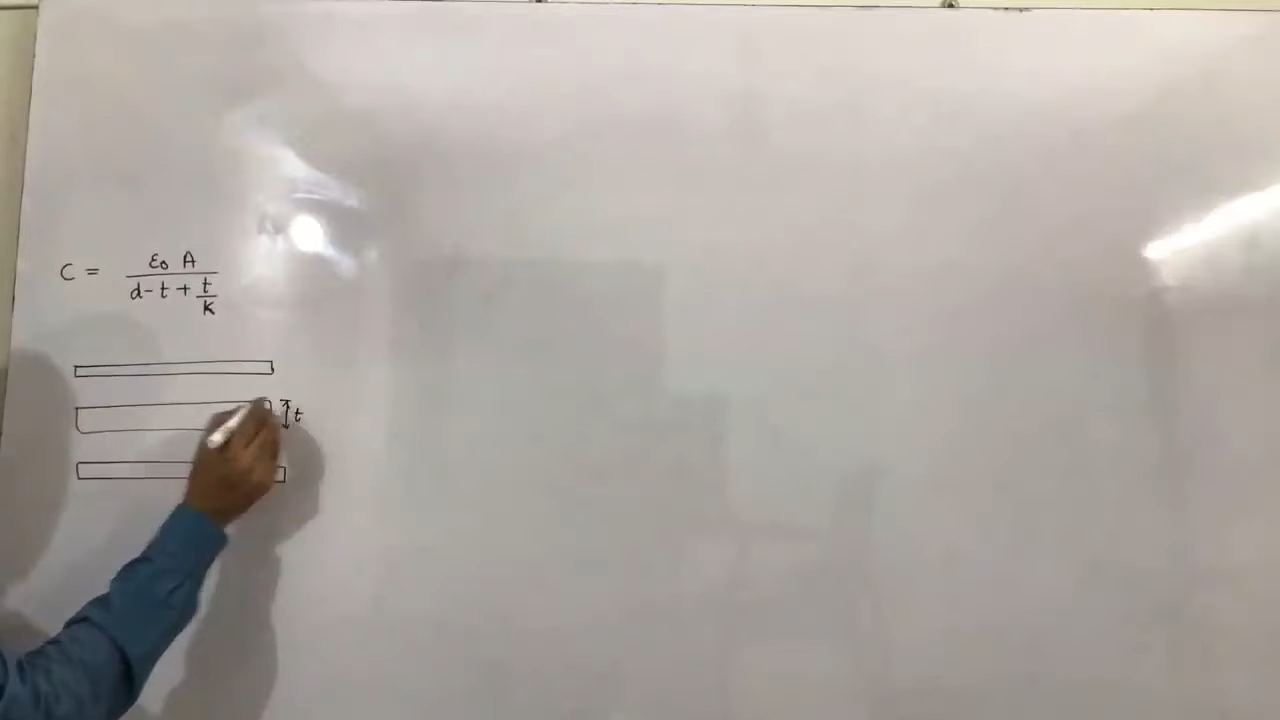 C = ε₀ A / d - t + t/K
t